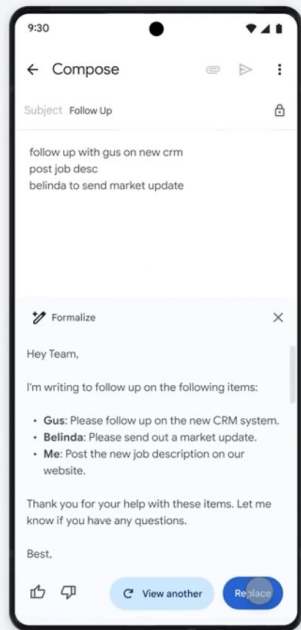 9:30
Compose
Subject Follow Up
follow up with gus on new crm
post job desc
belinda to send market update
Formalize
Hey Team,
I'm writing to follow up on the following items:
• Gus: Please follow up on the new CRM system.
• Belinda: Please send out a market update.
• Me: Post the new job description on our
website.
Thank you for your help with these items. Let me
know if you have any questions.
Best,
View another
Replace